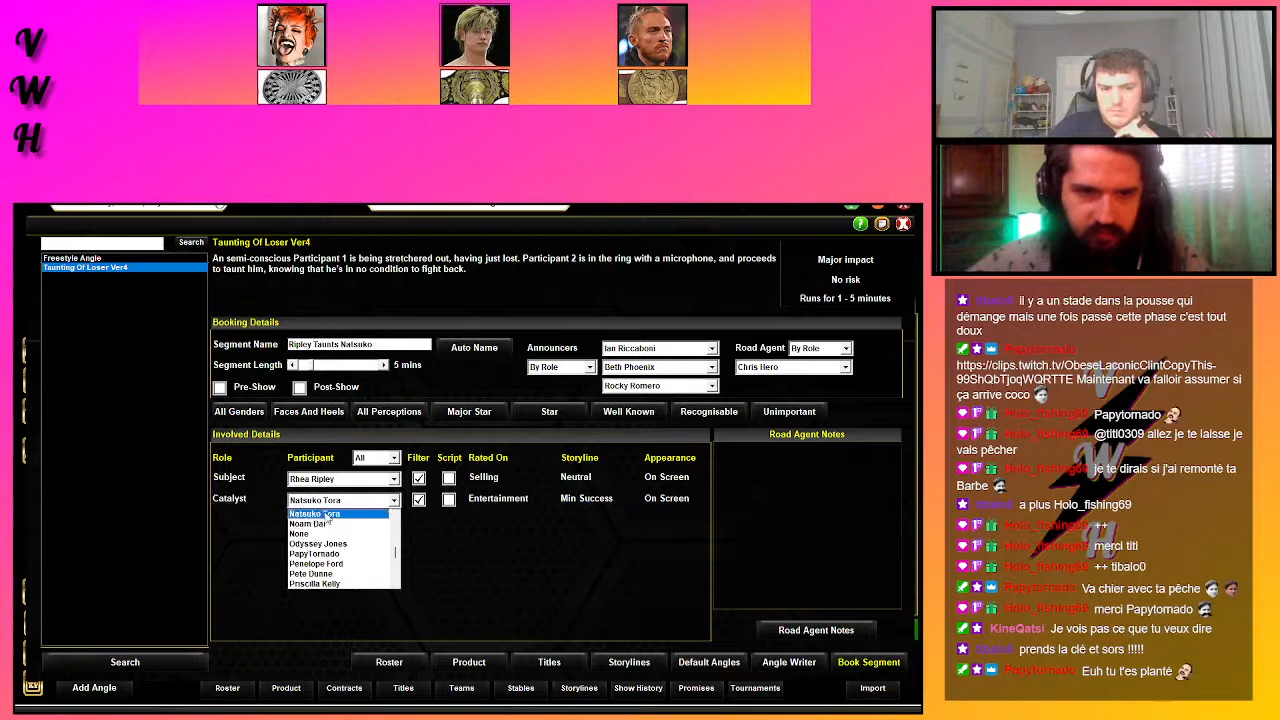 V
W
H
Search
Taunting Of Loser Ver4
Freestyle Angle
Taunting Of Loser Ver4
An semi-conscious Participant 1 is being stretchered out, having just lost. Participant 2 is in the ring with a microphone, and proceeds
to taunt him, knowing that he's in no condition to fight back.
Major impact
No risk
Runs for 1 - 5 minutes
Booking Details
Segment Name
Ripley Taunts Natsuko
Auto Name
Announcers
Ian Riccaboni
Road Agent
By Role
Segment Length
5 mins
By Role
Beth Phoenix
Chris Hero
Pre-Show
Post-Show
Rocky Romero
All Genders
Faces And Heels
All Perceptions
Major Star
Star
Well Known
Recognisable
Unimportant
Involved Details
Road Agent Notes
Role
Participant
All
Filter
Script
Rated On
Storyline
Appearance
Subject
Rhea Ripley
Selling
Neutral
On Screen
Catalyst
Natsuko Tora
Entertainment
Min Success
On Screen
Natsuko Tora
Noam Dar
None
Odyssey Jones
PapyTornado
Penelope Ford
Pete Dunne
Priscilla Kelly
Road Agent Notes
Search
Roster
Product
Titles
Storylines
Default Angles
Angle Writer
Book Segment
Add Angle
Roster
Product
Contracts
Titles
Teams
Stables
Storylines
Show History
Promises
Tournaments
Import
tibalo0 il y a un stade dans la pousse qui
démange mais une fois passé cette phase c'est tout
doux
Papytornado
https://clips.twitch.tv/ObeseLaconicClintCopyThis-
99ShQbTjoqWQRTTE Maintenant va falloir assumer si
ça arrive coco
Holo_fishing69 Papytornado
Holo_fishing69 @titi0309 allez je te laisse je
vais pêcher
Holo_fishing69 je te dirais si j'ai remonté ta
Barbe
tibalo0 a plus Holo_fishing69
Holo_fishing69 ++
Holo_fishing69 merci titi
Holo_fishing69 ++ tibalo0
Papytornado Va chier avec ta pêche
Holo_fishing69 merci Papytornado
KineQatsi Je vois pas ce que tu veux dire
prends la clé et sors !!!!!
Papytornado Euh tu t'es planté